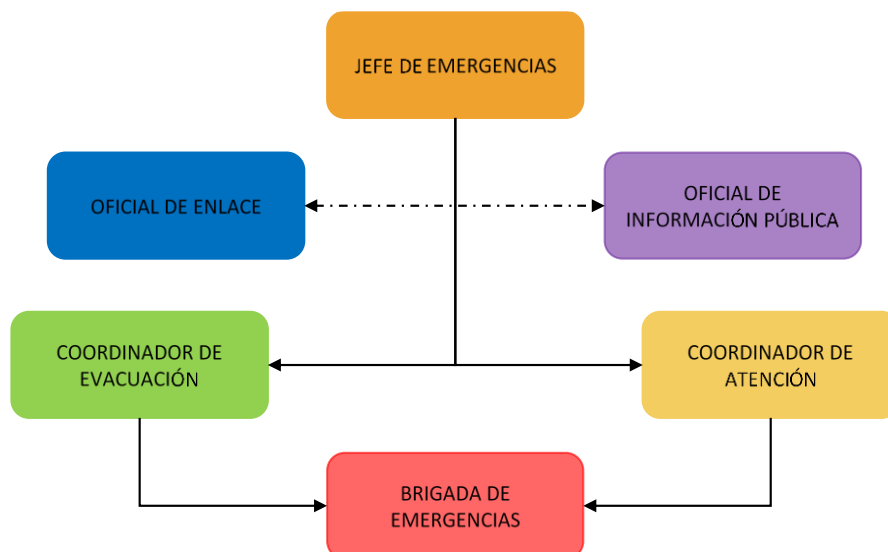 JEFE DE EMERGENCIAS
OFICIAL DE ENLACE
OFICIAL DE
INFORMACIÓN PÚBLICA
COORDINADOR DE
EVACUACIÓN
COORDINADOR DE
ATENCIÓN
BRIGADA DE
EMERGENCIAS